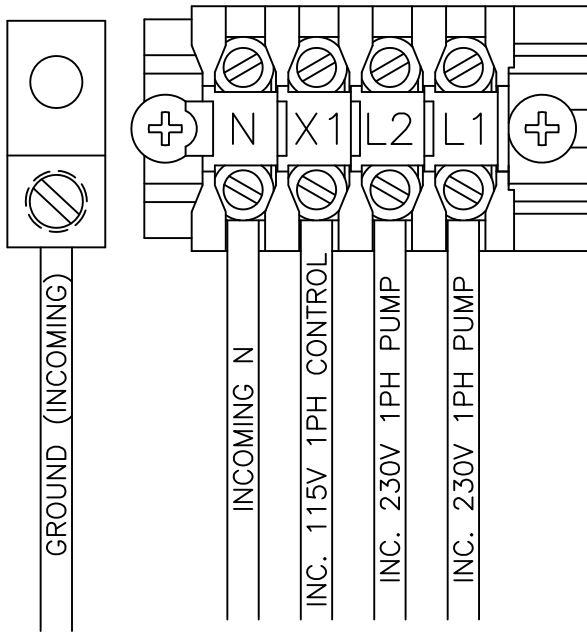 N X1 L2 L1
GROUND (INCOMING)
INCOMING N
INC. 115V 1PH CONTROL
INC. 230V 1PH PUMP
INC. 230V 1PH PUMP